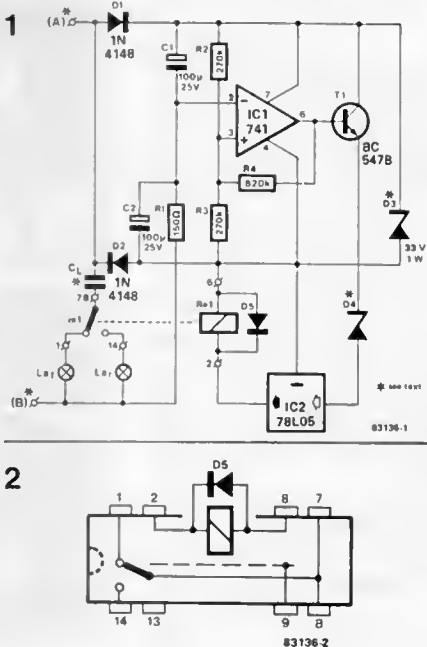 1
* (A)
D1
1N
4148
C1
100µ
25V
R2
270k
2
3
7
6
4
IC1
741
T1
BC
547B
R4
820k
C2
100µ
25V
R1
150Ω
R3
270k
*
D3
33 V
1 W
D2
1N
4148
CL
*
78
re1
1
14
La r
La r
(B) *
6
Re1
D5
2
*
D4
IC2
78L05
* see text
83136-1
2
D5
1
2
8
7
14
13
9
8
83136-2